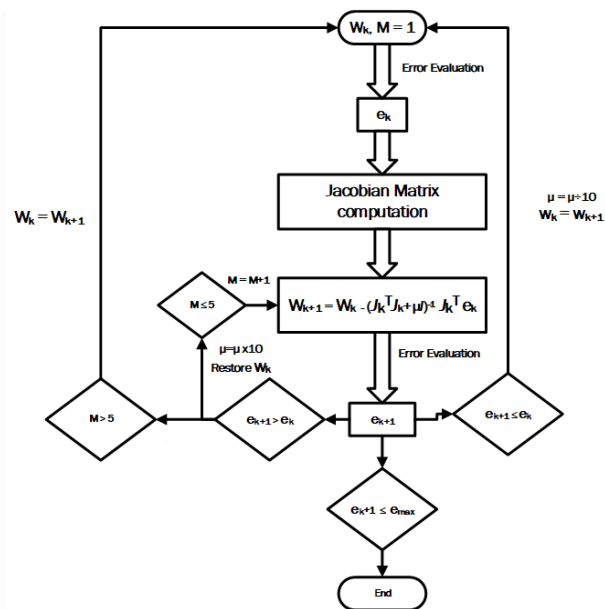 Wk, M = 1
Error Evaluation
ek
Jacobian Matrix
computation
μ = μ÷10
Wk = Wk+1
Wk = Wk+1
M = M+1
M ≤ 5
Wk+1 = Wk - (JkᵀJk+μI)-1 Jkᵀ ek
μ=μ x10
Restore Wk
Error Evaluation
M > 5
ek+1 > ek
ek+1
ek+1 ≤ ek
ek+1 ≤ emax
End